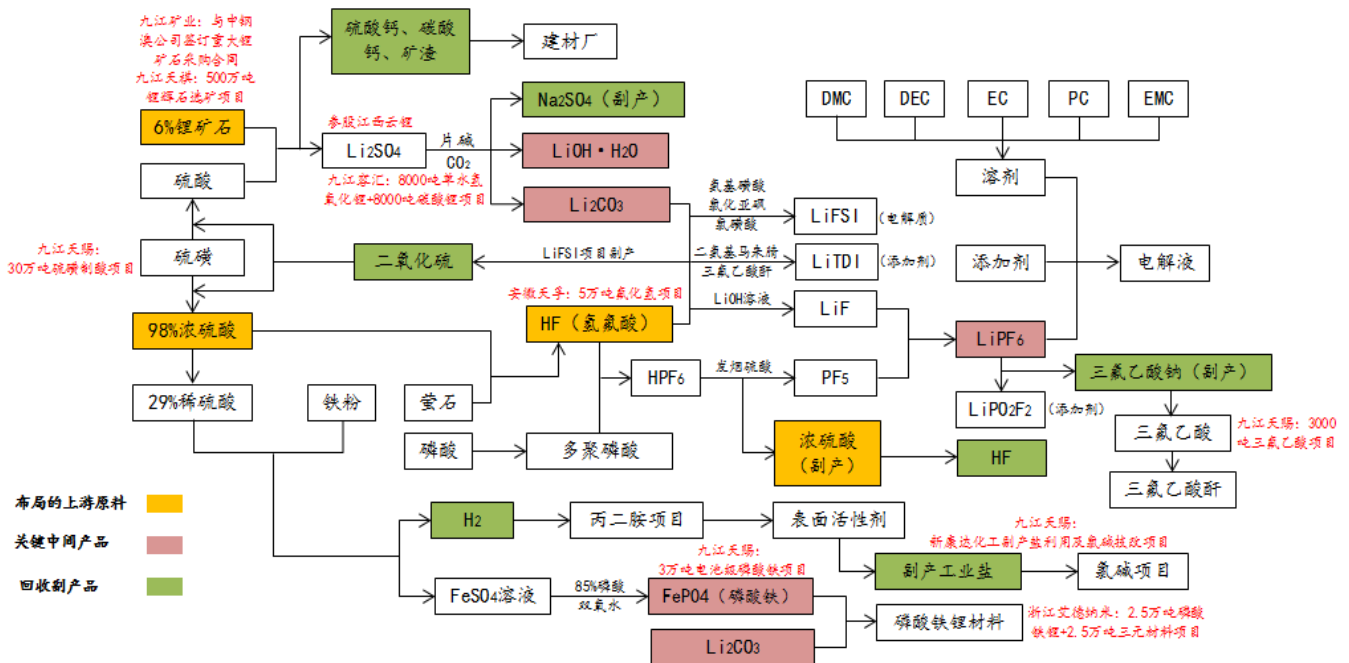 九江矿业：与中钢
澳公司签订重大锂
矿石采购合同
九江天祺：500万吨
锂辉石选矿项目
硫酸钙、碳酸
钙、矿渣
建材厂
DMC
DEC
EC
PC
EMC
6%锂矿石
参股江西云锂
Li2SO4
片碱
CO2
Na2SO4（副产）
LiOH·H2O
Li2CO3
九江容汇：8000吨单水氢
氧化锂+8000吨碳酸锂项目
溶剂
硫酸
氨基磺酸
氯化亚砜
氯磺酸
LiFSI
(电解质)
九江天赐：
30万吨硫磺制酸项目
硫磺
二氧化硫
LiFSI项目副产
二氨基马来腈
三氟乙酸酐
LiTDI
(添加剂)
添加剂
电解液
安徽天孚：5万吨氟化氢项目
LiOH溶液
LiF
98%浓硫酸
HF（氢氟酸）
LiPF6
29%稀硫酸
铁粉
萤石
HPF6
发烟硫酸
PF5
三氟乙酸钠（副产）
LiPO2F2
(添加剂)
磷酸
多聚磷酸
浓硫酸
（副产）
HF
三氟乙酸
九江天赐：3000
吨三氟乙酸项目
三氟乙酸酐
布局的上游原料
关键中间产品
回收副产品
H2
丙二胺项目
表面活性剂
九江天赐：
新康达化工副产盐利用及氯碱技改项目
副产工业盐
氯碱项目
九江天赐：
3万吨电池级磷酸铁项目
FeSO4溶液
85%磷酸
双氧水
FePO4（磷酸铁）
Li2CO3
磷酸铁锂材料
浙江艾德纳米：2.5万吨磷酸
铁锂+2.5万吨三元材料项目